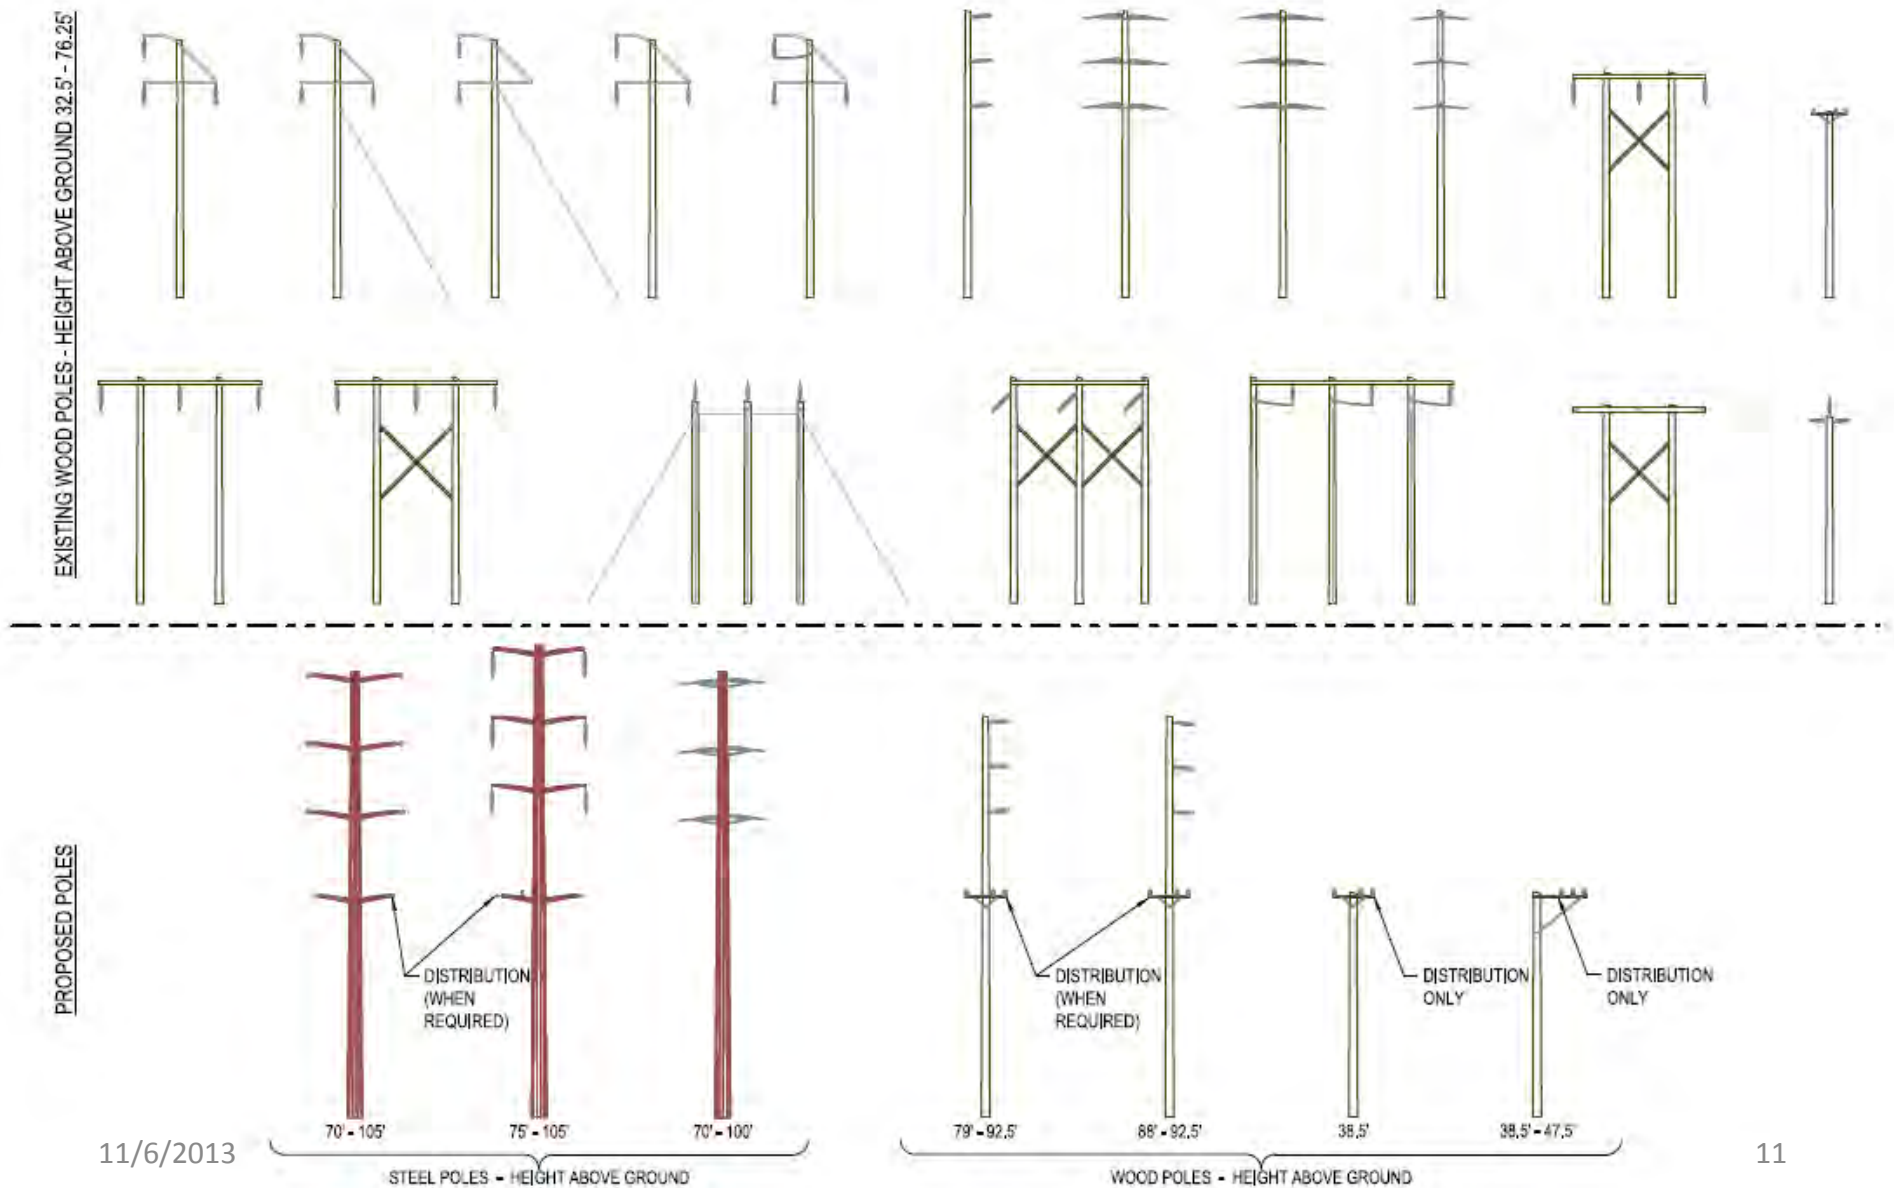 EXISTING WOOD POLES - HEIGHT ABOVE GROUND 32.5' - 76.25'
PROPOSED POLES
DISTRIBUTION
(WHEN
REQUIRED)
DISTRIBUTION
(WHEN
REQUIRED)
DISTRIBUTION
ONLY
DISTRIBUTION
ONLY
70' - 105'
75' - 105'
70' - 100'
79' - 92.5'
88' - 92.5'
38.5'
38.5' - 47.5'
STEEL POLES - HEIGHT ABOVE GROUND
WOOD POLES - HEIGHT ABOVE GROUND
11/6/2013
11